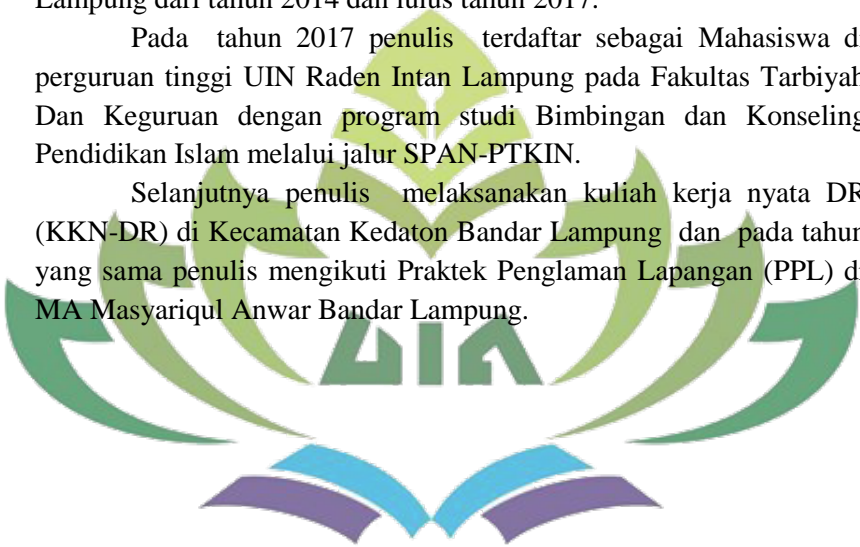 Lampung dari tahun 2014 dan lulus tahun 2017.
Pada tahun 2017 penulis terdaftar sebagai Mahasiswa di
perguruan tinggi UIN Raden Intan Lampung pada Fakultas Tarbiyah
Dan Keguruan dengan program studi Bimbingan dan Konseling
Pendidikan Islam melalui jalur SPAN-PTKIN.
Selanjutnya penulis melaksanakan kuliah kerja nyata DR
(KKN-DR) di Kecamatan Kedaton Bandar Lampung dan pada tahun
yang sama penulis mengikuti Praktek Penglaman Lapangan (PPL) di
MA Masyariqul Anwar Bandar Lampung.
UIN